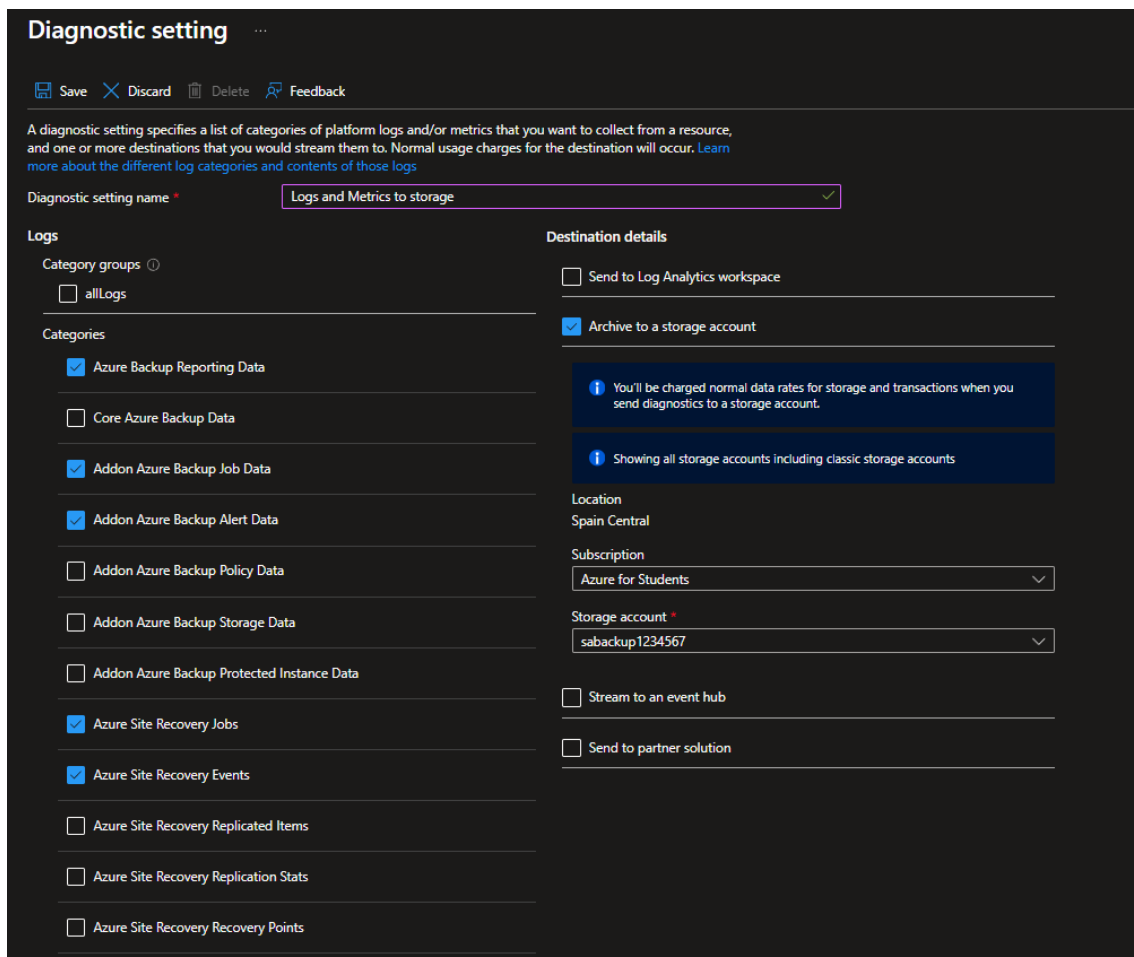 Diagnostic setting ...
Save Discard Delete Feedback
A diagnostic setting specifies a list of categories of platform logs and/or metrics that you want to collect from a resource,
and one or more destinations that you would stream them to. Normal usage charges for the destination will occur. Learn
more about the different log categories and contents of those logs
Diagnostic setting name * Logs and Metrics to storage
Logs
Category groups
allLogs
Categories
Azure Backup Reporting Data
Core Azure Backup Data
Addon Azure Backup Job Data
Addon Azure Backup Alert Data
Addon Azure Backup Policy Data
Addon Azure Backup Storage Data
Addon Azure Backup Protected Instance Data
Azure Site Recovery Jobs
Azure Site Recovery Events
Azure Site Recovery Replicated Items
Azure Site Recovery Replication Stats
Azure Site Recovery Recovery Points
Destination details
Send to Log Analytics workspace
Archive to a storage account
You'll be charged normal data rates for storage and transactions when you
send diagnostics to a storage account.
Showing all storage accounts including classic storage accounts
Location
Spain Central
Subscription
Azure for Students
Storage account *
sabackup1234567
Stream to an event hub
Send to partner solution